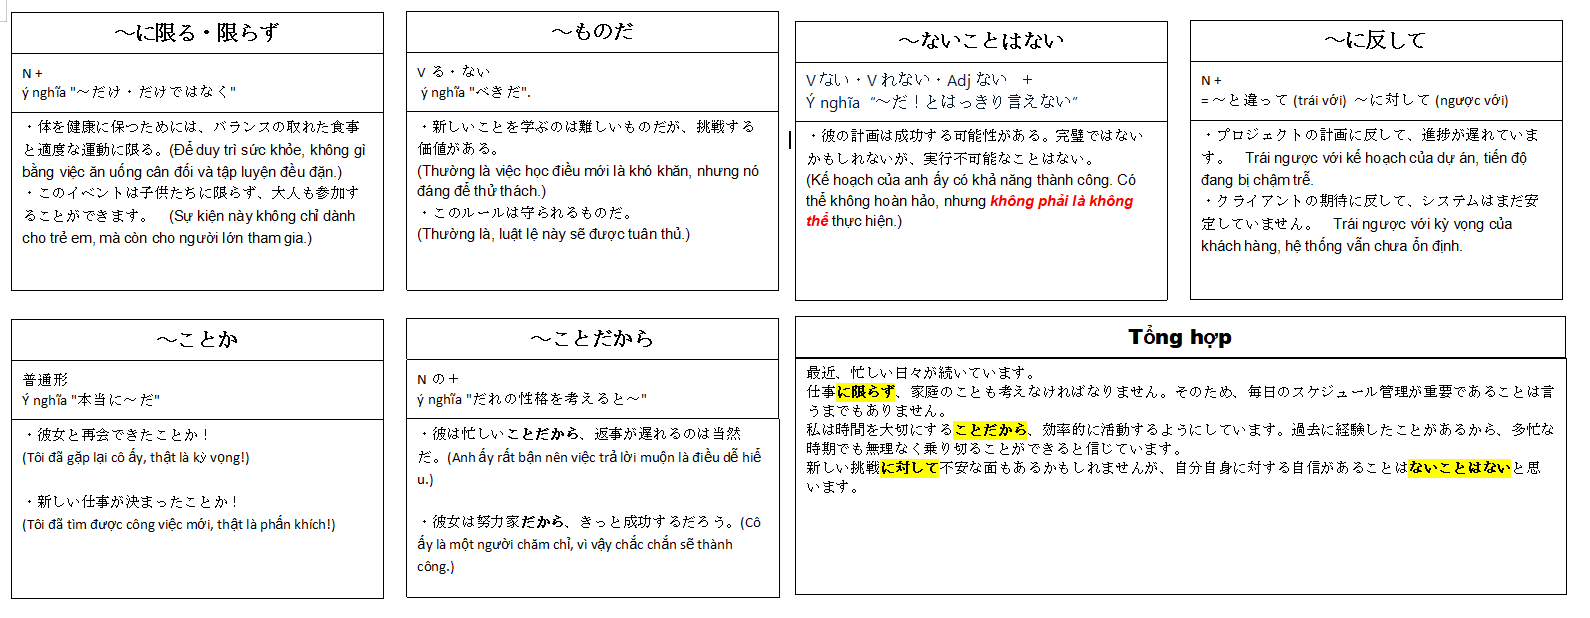 ～に限る・限らず
N +
ý nghĩa "～だけ・だけではなく"
・体を健康に保つためには、バランスの取れた食事
と適度な運動に限る。(Để duy trì sức khỏe, không gì
bằng việc ăn uống cân đối và tập luyện đều đặn.)
・このイベントは子供たちに限らず、大人も参加す
ることができます。　(Sự kiện này không chỉ dành
cho trẻ em, mà còn cho người lớn tham gia.)
～ものだ
V る・ない
ý nghĩa "べきだ".
・新しいことを学ぶのは難しいものだが、挑戦する
価値がある。
(Thường là việc học điều mới là khó khăn, nhưng nó
đáng để thử thách.)
・このルールは守られるものだ。
(Thường là, luật lệ này sẽ được tuân thủ.)
～ないことはない
V ない・V れない・Adj ない　+
Ý nghĩa “～だ！とはっきり言えない”
・彼の計画は成功する可能性がある。完璧ではない
かもしれないが、実行不可能なことはない。
(Kế hoạch của anh ấy có khả năng thành công. Có
thể không hoàn hảo, nhưng không phải là không
thể thực hiện.)
～に反して
N +
= ～と違って (trái với) ～に対して (ngược với)
・プロジェクトの計画に反して、進捗が遅れていま
す。　Trái ngược với kế hoạch của dự án, tiến độ
đang bị chậm trễ.
・クライアントの期待に反して、システムはまだ安
定していません。　Trái ngược với kỳ vọng của
khách hàng, hệ thống vẫn chưa ổn định.
～ことか
普通形
Ý nghĩa "本当に～だ"
・彼女と再会できたことか！
(Tôi đã gặp lại cô ấy, thật là kỳ vọng!)
・新しい仕事が決まったことか！
(Tôi đã tìm được công việc mới, thật là phấn khích!)
～ことだから
N の＋
ý nghĩa "だれの性格を考えると～"
・彼は忙しいことだから、返事が遅れるのは当然
だ。(Anh ấy rất bận nên việc trả lời muộn là điều dễ hiể
u.)
・彼女は努力家だから、きっと成功するだろう。(Cô
ấy là một người chăm chỉ, vì vậy chắc chắn sẽ thành
công.)
Tổng hợp
最近、忙しい日々が続いています。
仕事に限らず、家庭のことも考えなければなりません。そのため、毎日のスケジュール管理が重要であることは言
うまでもありません。
私は時間を大切にすることだから、効率的に活動するようにしています。過去に経験したことがあるから、多忙な
時期でも無理なく乗り切ることができると信じています。
新しい挑戦に対して不安な面もあるかもしれませんが、自分自身に対する自信があることはないことはないと思
います。